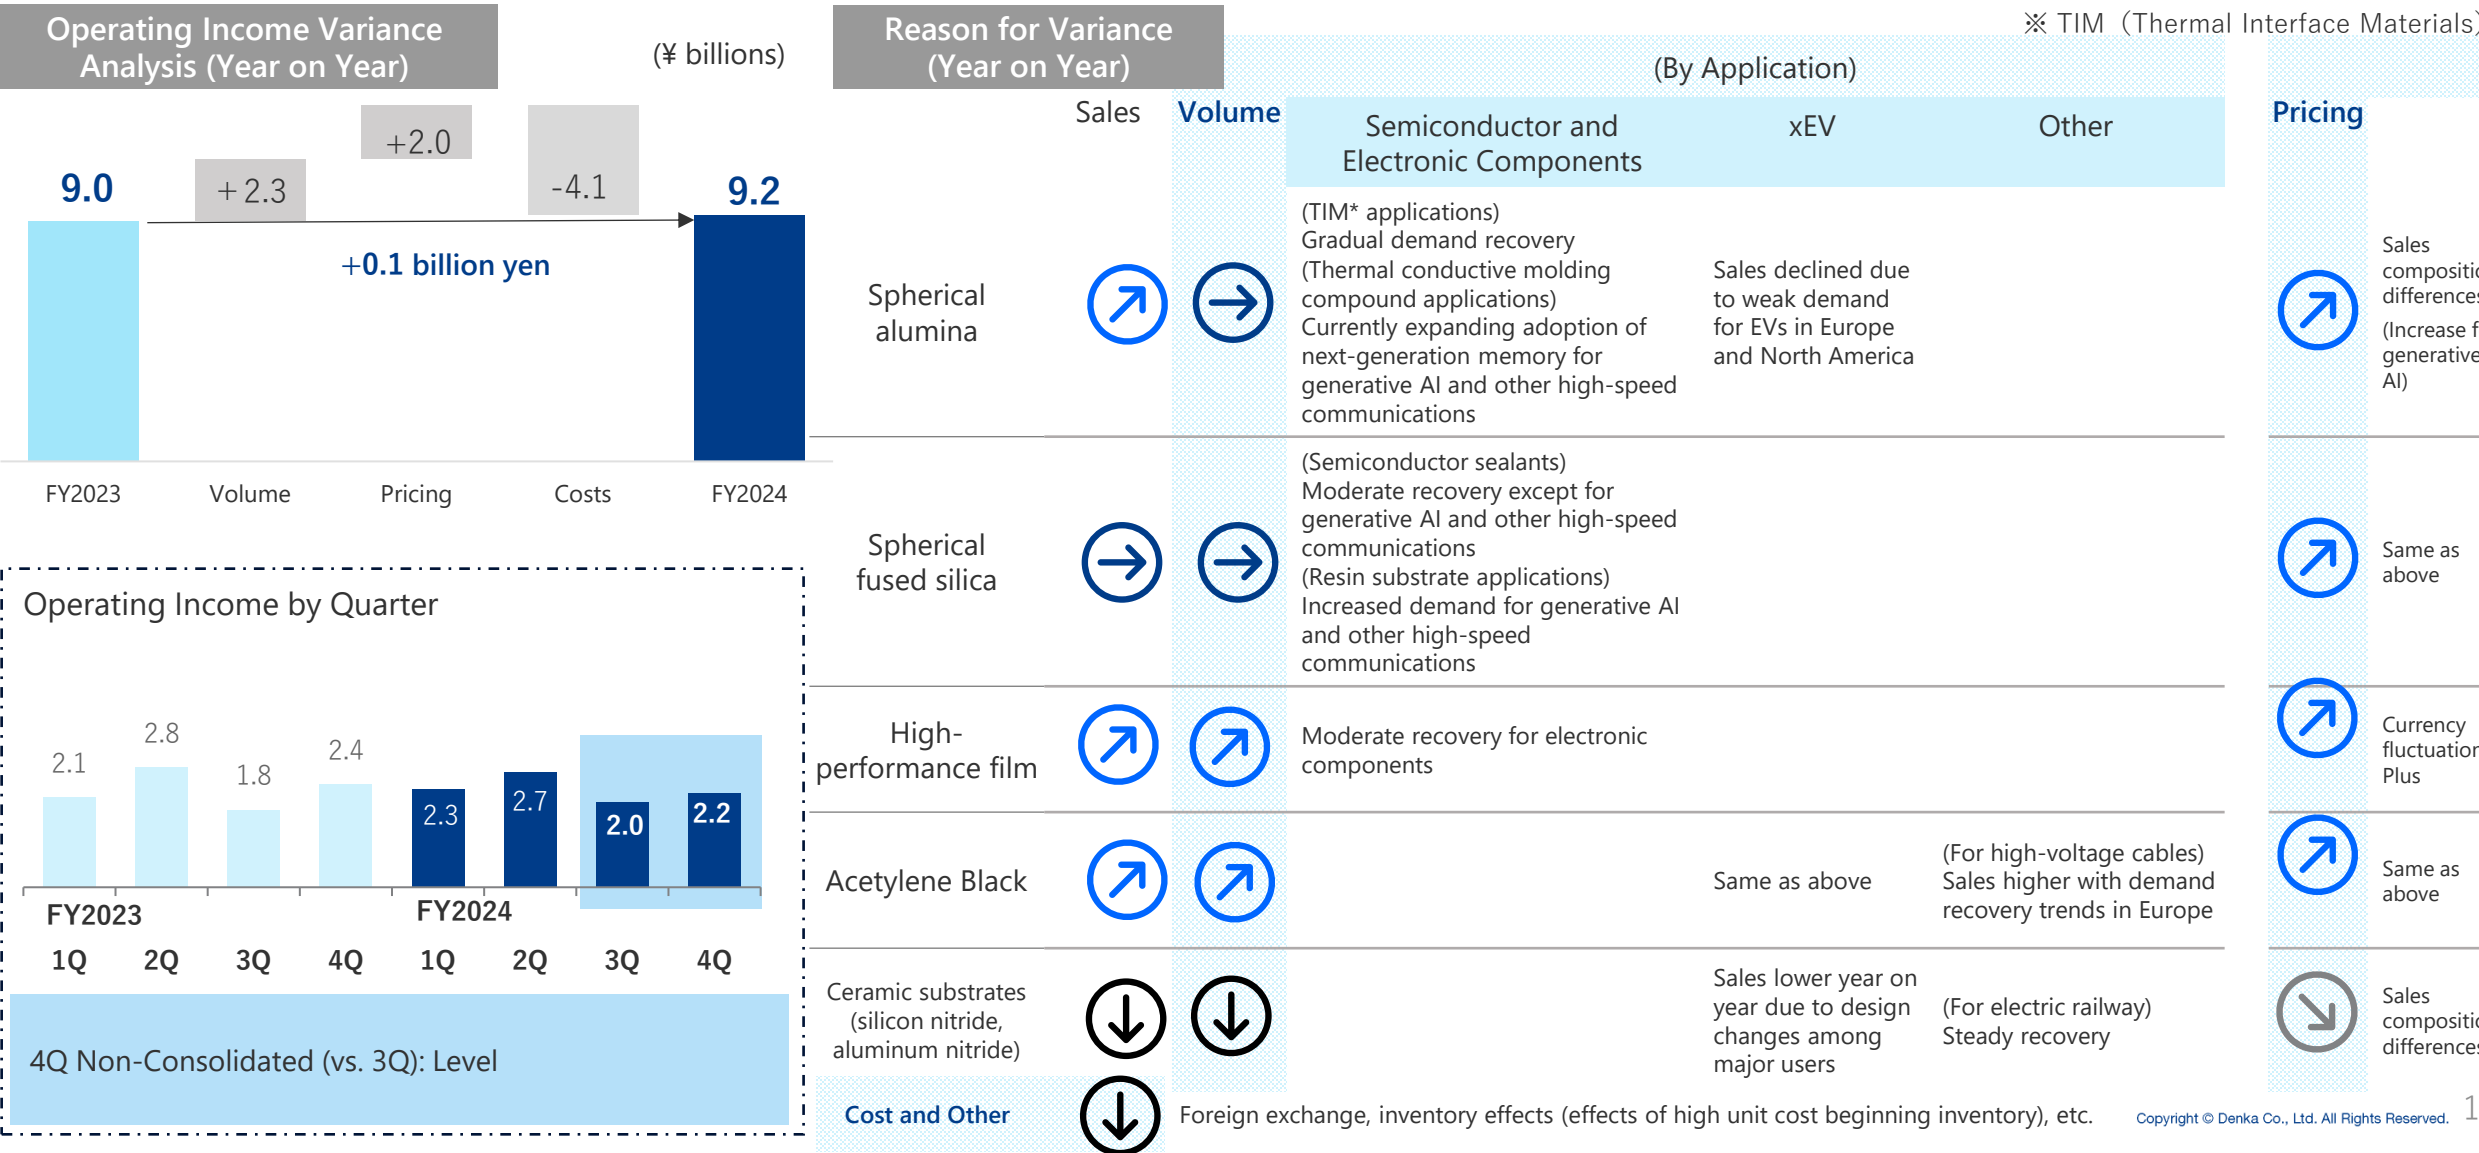 Operating Income Variance
Analysis (Year on Year)
(¥ billions)
9.0
+2.3
+2.0
-4.1
9.2
+0.1 billion yen
FY2023
Volume
Pricing
Costs
FY2024
Operating Income by Quarter
2.1
2.8
1.8
2.4
2.3
2.7
2.0
2.2
FY2023
FY2024
1Q
2Q
3Q
4Q
1Q
2Q
3Q
4Q
4Q Non-Consolidated (vs. 3Q): Level
Reason for Variance
(Year on Year)
※ TIM（Thermal Interface Materials）
(By Application)
Sales
Volume
Semiconductor and
Electronic Components
xEV
Other
Pricing
Spherical
alumina
(TIM* applications)
Gradual demand recovery
(Thermal conductive molding
compound applications)
Currently expanding adoption of
next-generation memory for
generative AI and other high-speed
communications
Sales declined due
to weak demand
for EVs in Europe
and North America
Sales
(Increase
generative
AI)
Spherical
fused silica
(Semiconductor sealants)
Moderate recovery except for
generative AI and other high-speed
communications
(Resin substrate applications)
Increased demand for generative AI
and other high-speed
communications
Same as
above
High-
performance film
Moderate recovery for electronic
components
Currency
Plus
Acetylene Black
Same as above
(For high-voltage cables)
Sales higher with demand
recovery trends in Europe
Same as
above
Ceramic substrates
(silicon nitride,
aluminum nitride)
Sales lower year on
year due to design
changes among
major users
(For electric railway)
Steady recovery
Sales
Cost and Other
Foreign exchange, inventory effects (effects of high unit cost beginning inventory), etc.
Copyright © Denka Co., Ltd. All Rights Reserved.
1